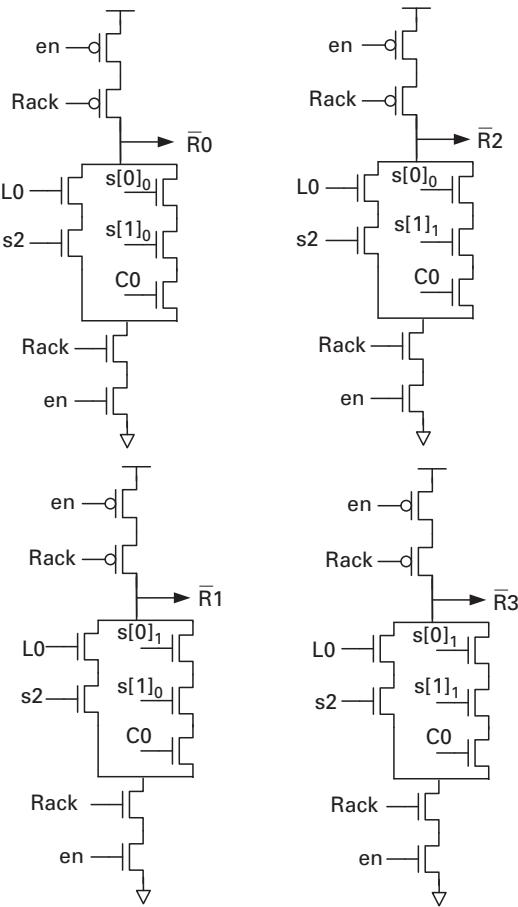 en
Rack
R̅0
L0
s[0]₀
s2
s[1]₀
C0
Rack
en
en
Rack
R̅2
L0
s[0]₀
s2
s[1]₁
C0
Rack
en
en
Rack
R̅1
L0
s[0]₁
s2
s[1]₀
C0
Rack
en
en
Rack
R̅3
L0
s[0]₁
s2
s[1]₁
C0
Rack
en